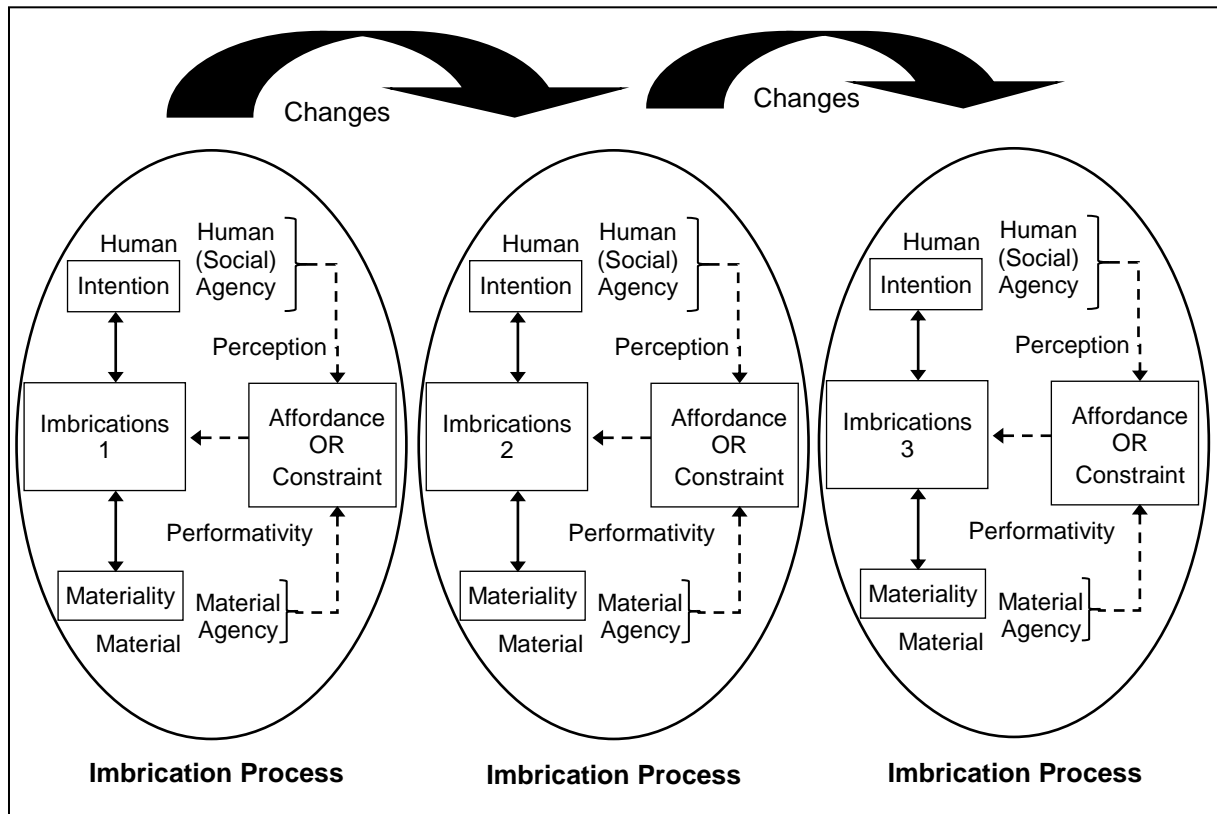 Changes
Changes
Human
Human
(Social)
Agency
Intention
Perception
Imbrications
1
Affordance
OR
Constraint
Performativity
Materiality
Material
Agency
Material
Imbrication Process
Human
Human
(Social)
Agency
Intention
Perception
Imbrications
2
Affordance
OR
Constraint
Performativity
Materiality
Material
Agency
Material
Imbrication Process
Human
Human
(Social)
Agency
Intention
Perception
Imbrications
3
Affordance
OR
Constraint
Performativity
Materiality
Material
Agency
Material
Imbrication Process